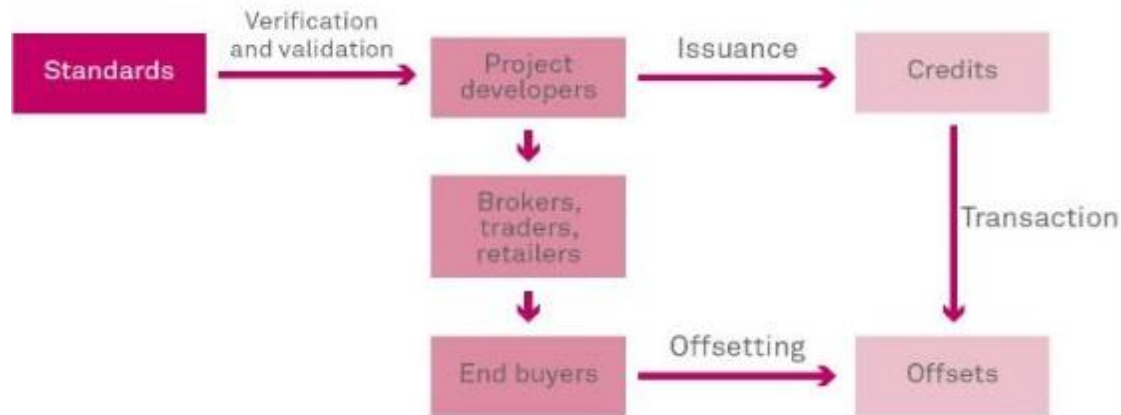 Verification
and validation
Standards
Project
developers
Issuance
Credits
Brokers,
traders,
retailers
Transaction
End buyers
Offsetting
Offsets